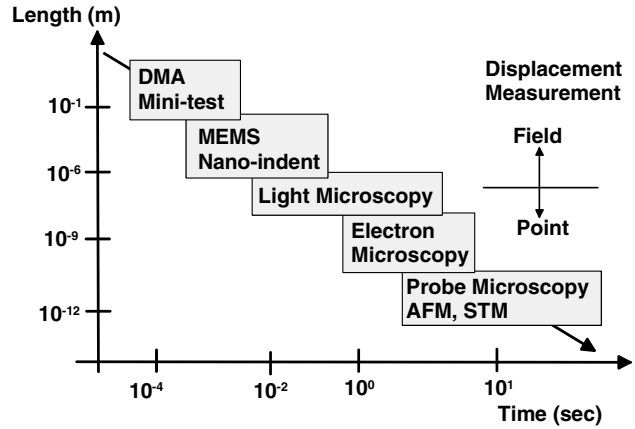 Length (m)
DMA
Mini-test
Displacement
Measurement
10-1
MEMS
Nano-indent
Field
10-6
Light Microscopy
Point
10-9
Electron
Microscopy
Probe Microscopy
AFM, STM
10-12
10-4
10-2
100
101
Time (sec)